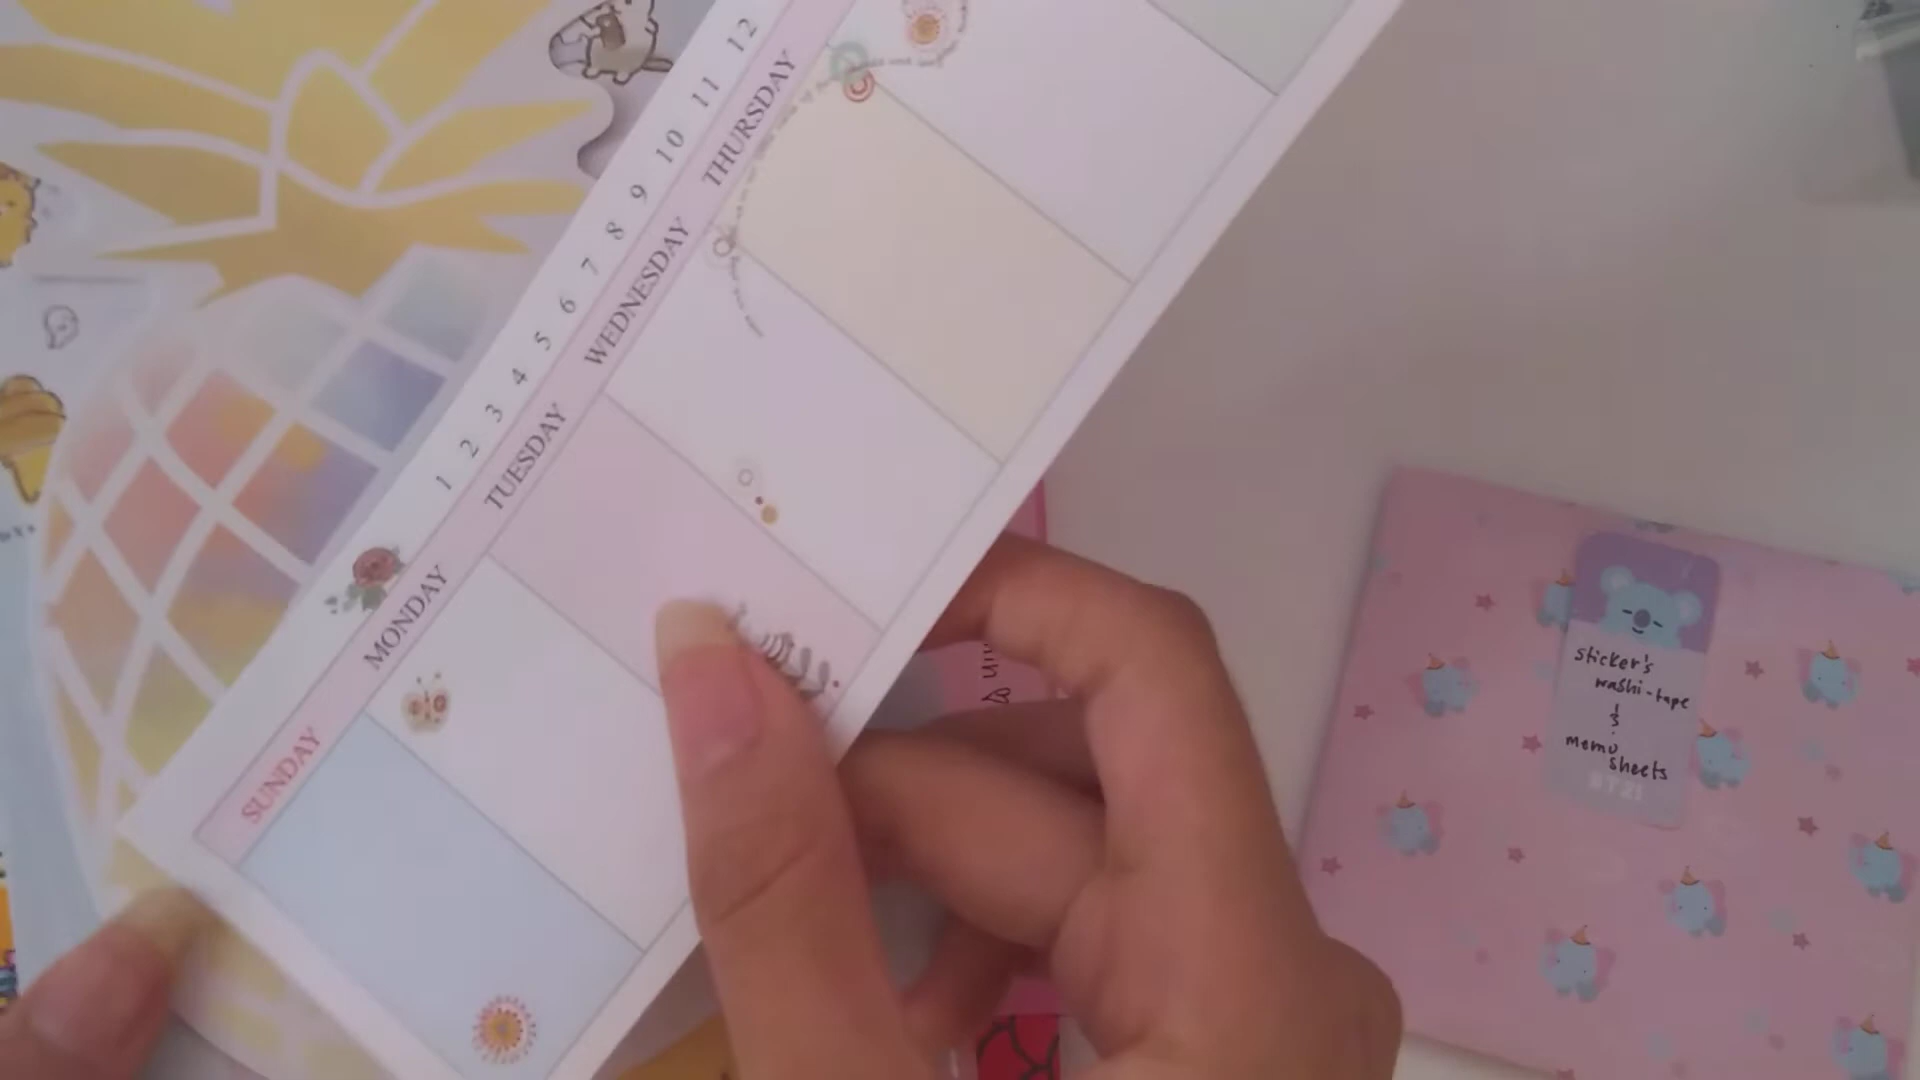 1 2 3 4 5 6 7 8 9 10 11 12
SUNDAY MONDAY TUESDAY WEDNESDAY THURSDAY
sticker's
washi-tape
&
memo
sheets
BT21